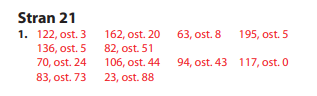 Stran 21
1. 122, ost. 3 162, ost. 20 63, ost. 8 195, ost. 5
136, ost. 5 82, ost. 51
70, ost. 24 106, ost. 44 94, ost. 43 117, ost. 0
83, ost. 73 23, ost. 88